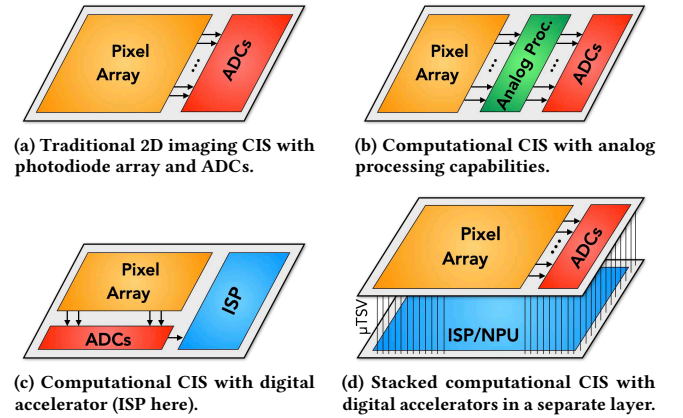 Pixel
Array
ADCs
Pixel
Array
Analog Proc.
ADCs
(a) Traditional 2D imaging CIS with
photodiode array and ADCs.
(b) Computational CIS with analog
processing capabilities.
Pixel
Array
ADCs
ISP
Pixel
Array
ADCs
μTSV
ISP/NPU
(c) Computational CIS with digital
accelerator (ISP here).
(d) Stacked computational CIS with
digital accelerators in a separate layer.